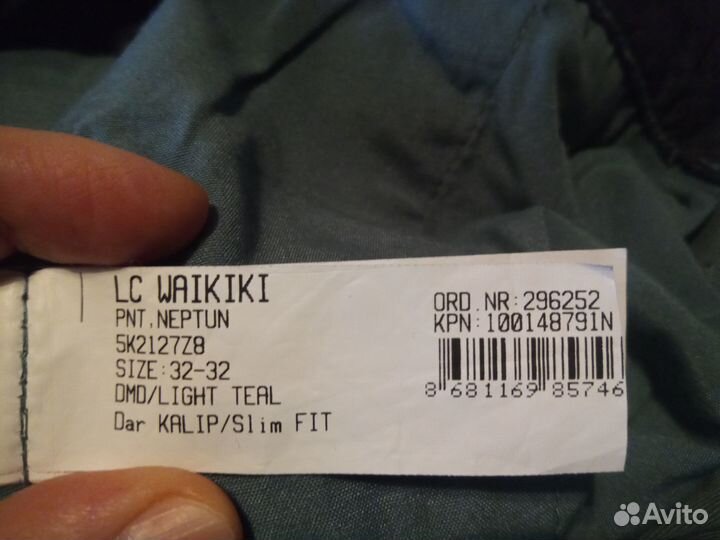 LC WAIKIKI
PNT.NEPTUN
5K2127Z8
SIZE:32-32
DMD/LIGHT TEAL
Dar KALIP/Slim FIT
ORD.NR:296252
KPN:100148791N
8 681169 85746
Avito